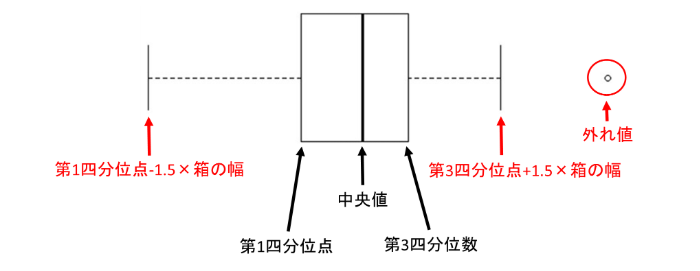 外れ値
第1四分位点-1.5×箱の幅
第3四分位点+1.5×箱の幅
中央値
第1四分位点
第3四分位数